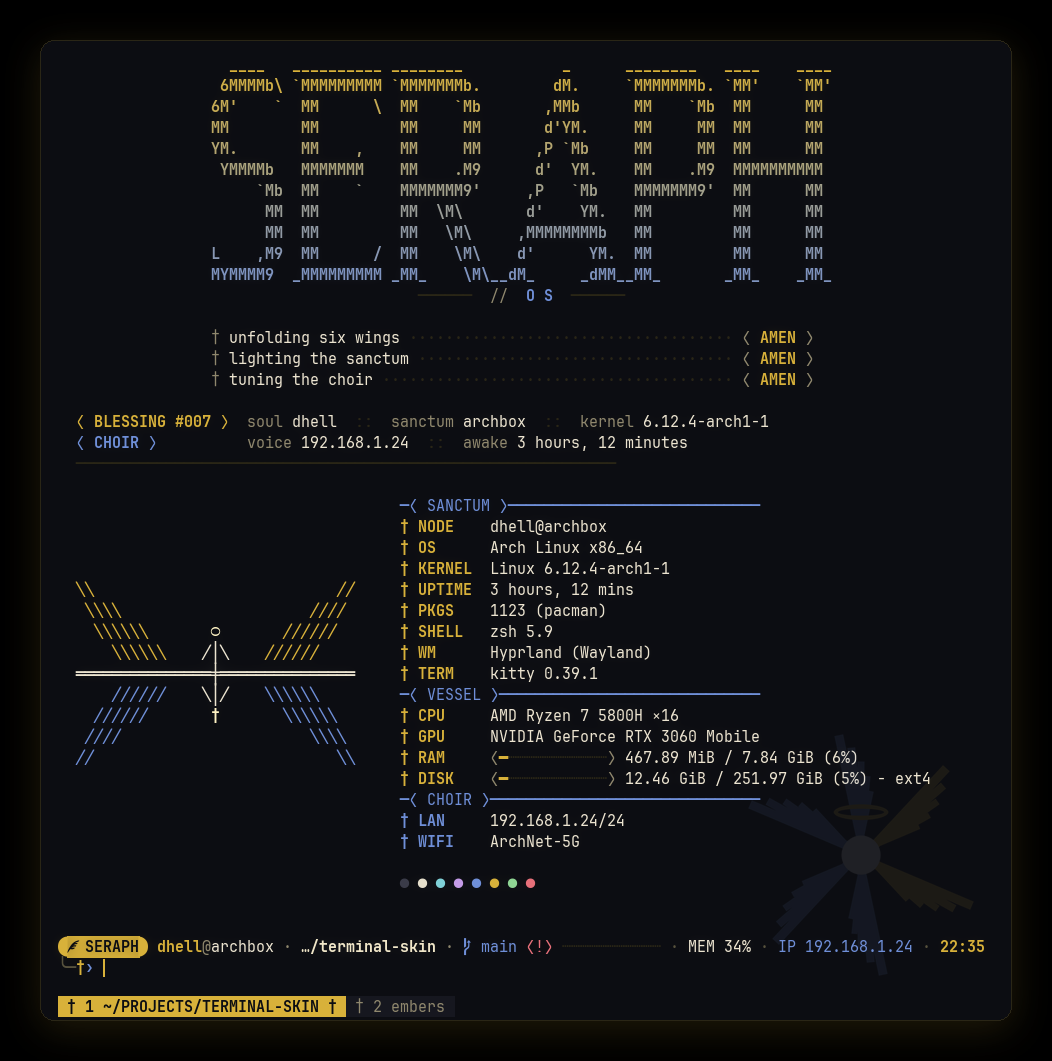 SERAPH
// OS
† unfolding six wings 〈 AMEN 〉
† lighting the sanctum 〈 AMEN 〉
† tuning the choir 〈 AMEN 〉
〈 BLESSING #007 〉 soul dhell :: sanctum archbox :: kernel 6.12.4-arch1-1
〈 CHOIR 〉 voice 192.168.1.24 :: awake 3 hours, 12 minutes
─〈 SANCTUM 〉
† NODE dhell@archbox
† OS Arch Linux x86_64
† KERNEL Linux 6.12.4-arch1-1
† UPTIME 3 hours, 12 mins
† PKGS 1123 (pacman)
† SHELL zsh 5.9
† WM Hyprland (Wayland)
† TERM kitty 0.39.1
─〈 VESSEL 〉
† CPU AMD Ryzen 7 5800H ×16
† GPU NVIDIA GeForce RTX 3060 Mobile
† RAM 467.89 MiB / 7.84 GiB (6%)
† DISK 12.46 GiB / 251.97 GiB (5%) - ext4
─〈 CHOIR 〉
† LAN 192.168.1.24/24
† WIFI ArchNet-5G
SERAPH dhell@archbox · …/terminal-skin · main 〈!〉 · MEM 34% · IP 192.168.1.24 · 22:35
†›
† 1 ~/PROJECTS/TERMINAL-SKIN † † 2 embers